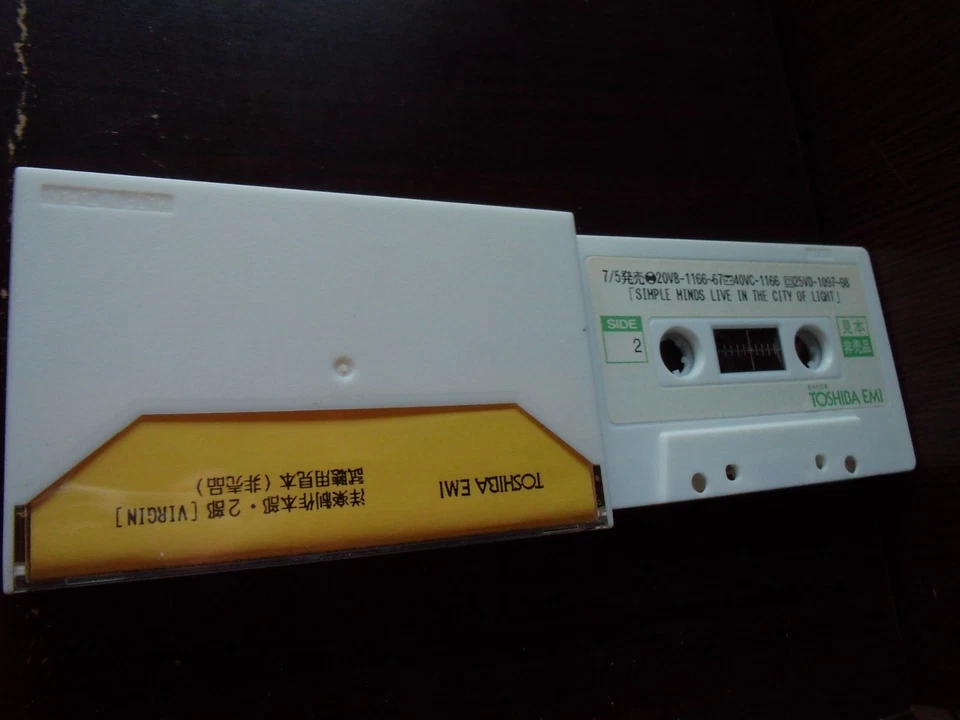 7/5発売 20VB-1166~67 40VC-1166 25VD-1097~98
「SIMPLE MINDS LIVE IN THE CITY OF LIGHT」
SIDE
2
見本
非売品
TOSHIBA EMI
TOSHIBA EMI
洋楽制作本部・2部 [VIRGIN]
試聴用見本 (非売品)